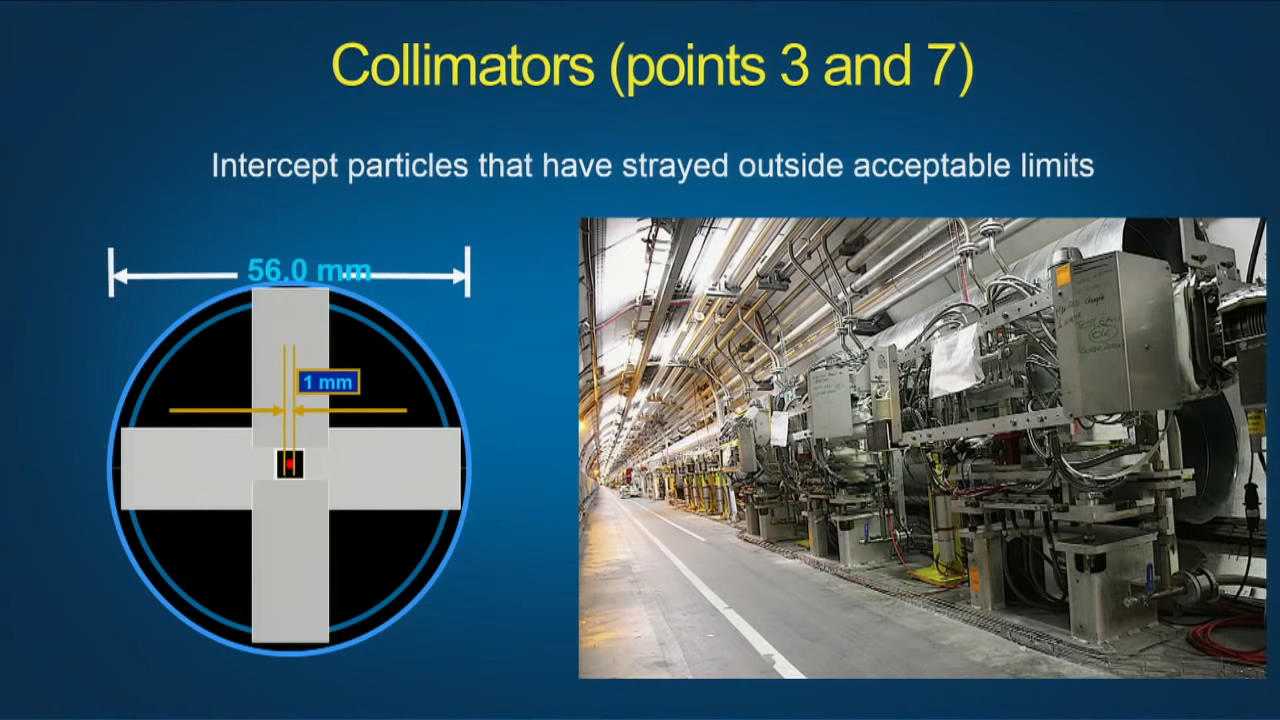 Collimators (points 3 and 7)
Intercept particles that have strayed outside acceptable limits
56.0 mm
1 mm